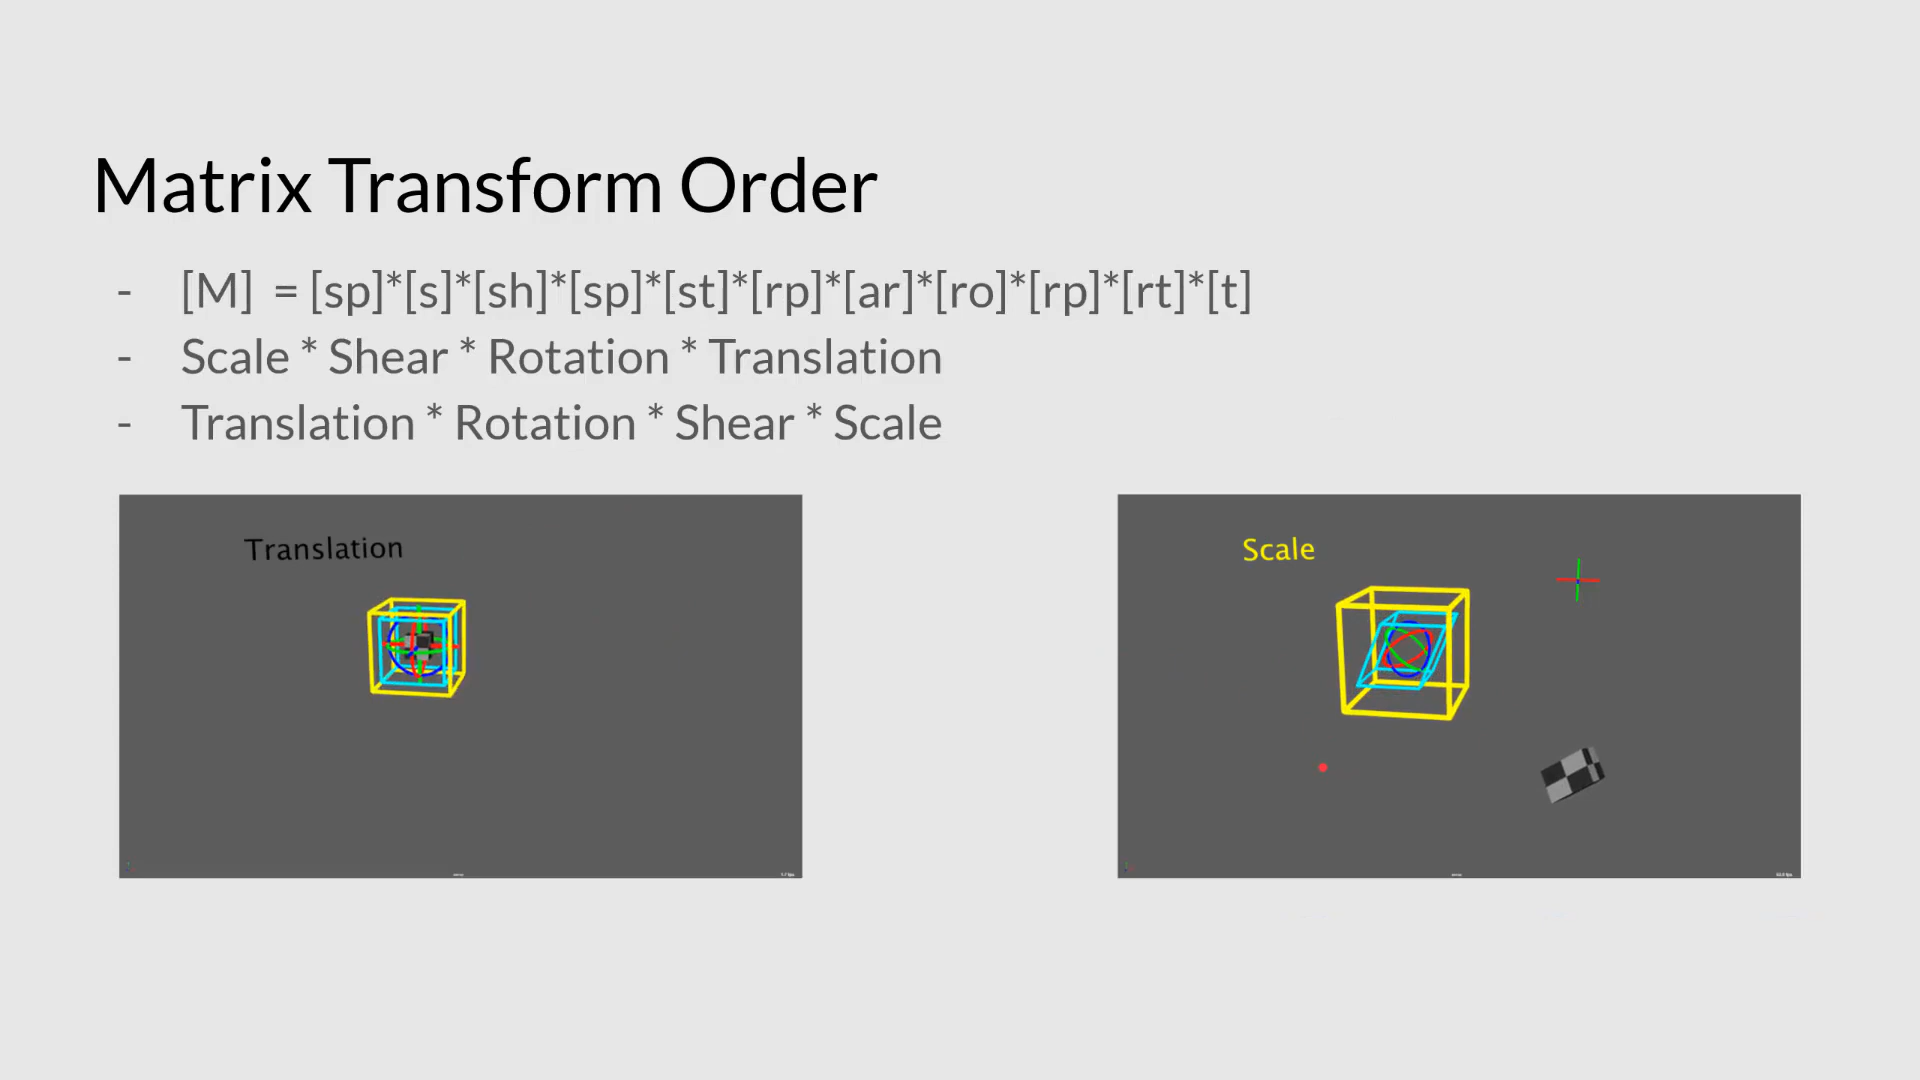 Matrix Transform Order
- [M] = [sp]*[s]*[sh]*[sp]*[st]*[rp]*[ar]*[ro]*[rp]*[rt]*[t]
- Scale * Shear * Rotation * Translation
- Translation * Rotation * Shear * Scale
Translation
Scale